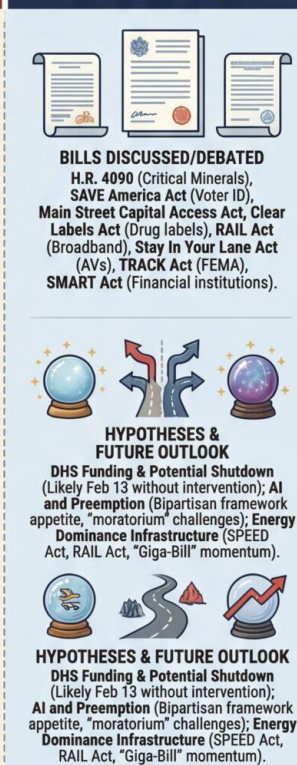 BILLS DISCUSSED/DEBATED
H.R. 4090 (Critical Minerals),
SAVE America Act (Voter ID),
Main Street Capital Access Act, Clear
Labels Act (Drug labels), RAIL Act
(Broadband), Stay In Your Lane Act
(AVs), TRACK Act (FEMA),
SMART Act (Financial institutions).
HYPOTHESES &
FUTURE OUTLOOK
DHS Funding & Potential Shutdown
(Likely Feb 13 without intervention); AI
and Preemption (Bipartisan framework
appetite, "moratorium" challenges); Energy
Dominance Infrastructure (SPEED
Act, RAIL Act, "Giga-Bill" momentum).
HYPOTHESES & FUTURE OUTLOOK
DHS Funding & Potential Shutdown
(Likely Feb 13 without intervention);
AI and Preemption (Bipartisan framework
appetite, "moratorium" challenges); Energy
Dominance Infrastructure (SPEED Act,
RAIL Act, "Giga-Bill" momentum).